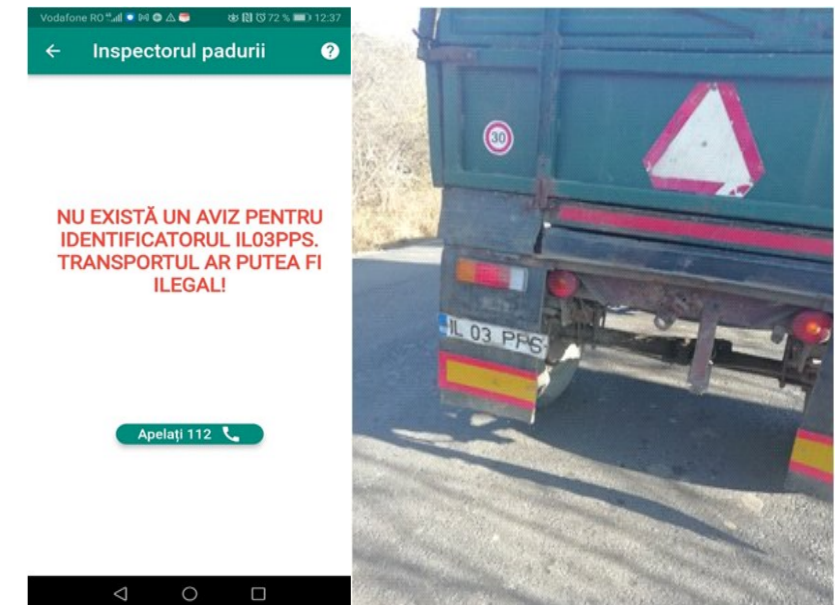 Vodafone RO 72 % 12:37
Inspectorul padurii
NU EXISTĂ UN AVIZ PENTRU
IDENTIFICATORUL IL03PPS.
TRANSPORTUL AR PUTEA FI
ILEGAL!
Apelați 112
30
IL 03 PPS